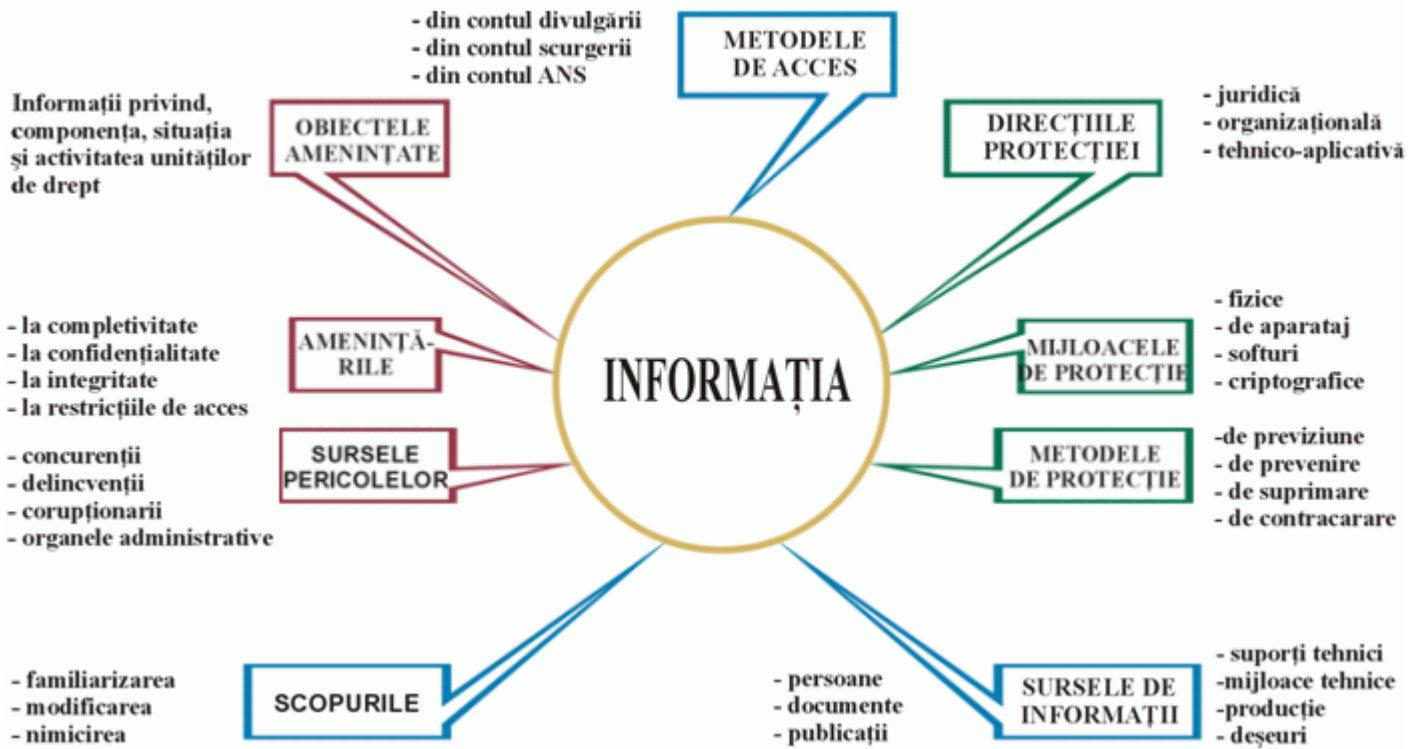 - din contul divulgării
- din contul scurgerii
- din contul ANS
METODELE
DE ACCES
Informații privind,
componența, situația
și activitatea unităților
de drept
OBIECTELE
AMENINȚATE
DIRECȚIILE
PROTECȚIEI
- juridică
- organizațională
- tehnico-aplicativă
- la completivitate
- la confidențialitate
- la integritate
- la restricțiile de acces
AMENINȚĂ-
RILE
INFORMAȚIA
MIJLOACELE
DE PROTECȚIE
- fizice
- de aparataj
- softuri
- criptografice
- concurenții
- delincvenții
- corupționarii
- organele administrative
SURSELE
PERICOLELOR
METODELE
DE PROTECȚIE
-de previziune
- de prevenire
- de suprimare
- de contracarare
- familiarizarea
- modificarea
- nimicirea
SCOPURILE
- persoane
- documente
- publicații
SURSELE DE
INFORMAȚII
- suporți tehnici
-mijloace tehnice
-producție
- deșeuri